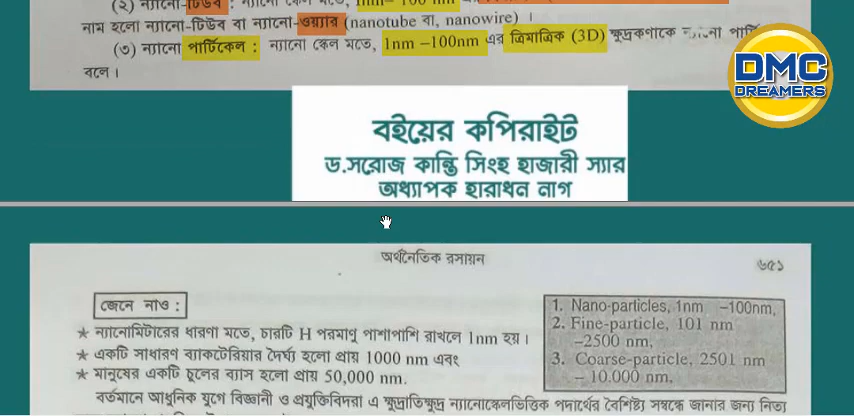 (২) ন্যানো-টিউব :
নাম হলো ন্যানো-টিউব বা ন্যানো-ওয়্যার (nanotube বা, nanowire) ।
(৩) ন্যানো পার্টিকেল : ন্যানো স্কেল মতে, 1nm –100nm এর ত্রিমাত্রিক (3D) ক্ষুদ্রকণাকে
বলে ।
DMC
DREAMERS
বইয়ের কপিরাইট
ড.সরোজ কান্তি সিংহ হাজারী স্যার
অধ্যাপক হারাধন নাগ
অর্থনৈতিক রসায়ন
৬৫১
জেনে নাও :
★ ন্যানোমিটারের ধারণা মতে, চারটি H পরমাণু পাশাপাশি রাখলে 1nm হয় ।
★ একটি সাধারণ ব্যাকটেরিয়ার দৈর্ঘ্য হলো প্রায় 1000 nm এবং
★ মানুষের একটি চুলের ব্যাস হলো প্রায় 50,000 nm.
1. Nano-particles, 1nm –100nm,
2. Fine-particle, 101 nm
–2500 nm,
3. Coarse-particle, 2501 nm
– 10.000 nm.
বর্তমানে আধুনিক যুগে বিজ্ঞানী ও প্রযুক্তিবিদরা এ ক্ষুদ্রাতিক্ষুদ্র ন্যানোস্কেলভিত্তিক পদার্থের বৈশিষ্ট্য সম্বন্ধে জানার জন্য নিত্য